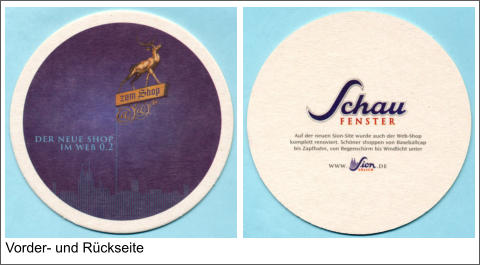 zum Shop
DER NEUE SHOP
IM WEB 0,2
Schau
FENSTER
Auf der neuen Sion-Site wurde auch der Web-Shop
komplett renoviert. Schöner shoppen von Baseballcap
bis Zapfhahn, von Regenschirm bis Windlicht unter
WWW. Sion KÖLSCH .DE
Vorder- und Rückseite